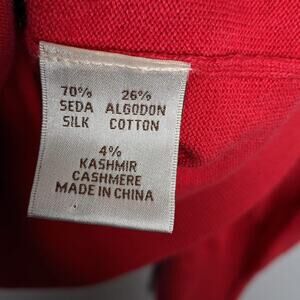 70% 26%
SEDA ALGODON
SILK COTTON
4%
KASHMIR
CASHMERE
MADE IN CHINA